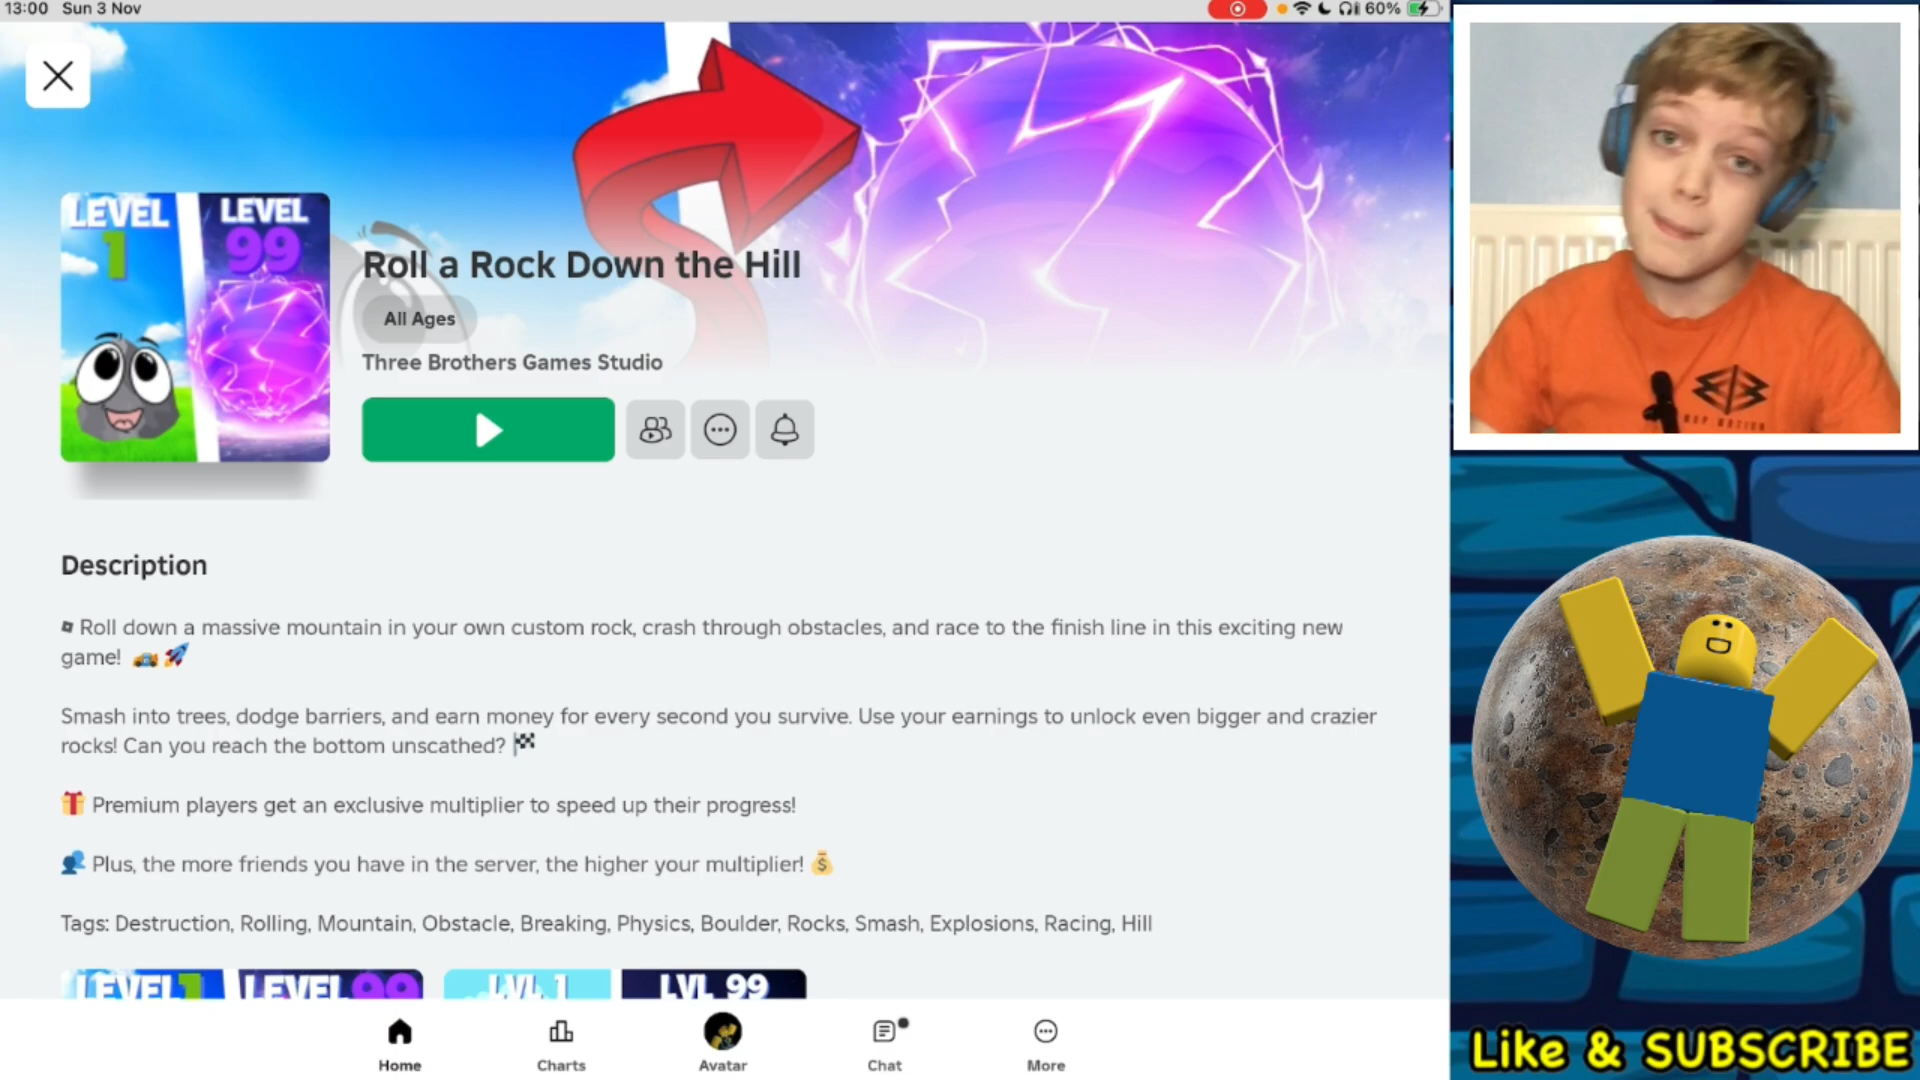 13:00 Sun 3 Nov
60%
LEVEL
1
LEVEL
99
Roll a Rock Down the Hill
All Ages
Three Brothers Games Studio
Description
Roll down a massive mountain in your own custom rock, crash through obstacles, and race to the finish line in this exciting new
game!
Smash into trees, dodge barriers, and earn money for every second you survive. Use your earnings to unlock even bigger and crazier
rocks! Can you reach the bottom unscathed?
Premium players get an exclusive multiplier to speed up their progress!
Plus, the more friends you have in the server, the higher your multiplier!
Tags: Destruction, Rolling, Mountain, Obstacle, Breaking, Physics, Boulder, Rocks, Smash, Explosions, Racing, Hill
LEVEL 1 LEVEL 99
LVL 1 LVL 99
Home
Charts
Avatar
Chat
More
Like & SUBSCRIBE